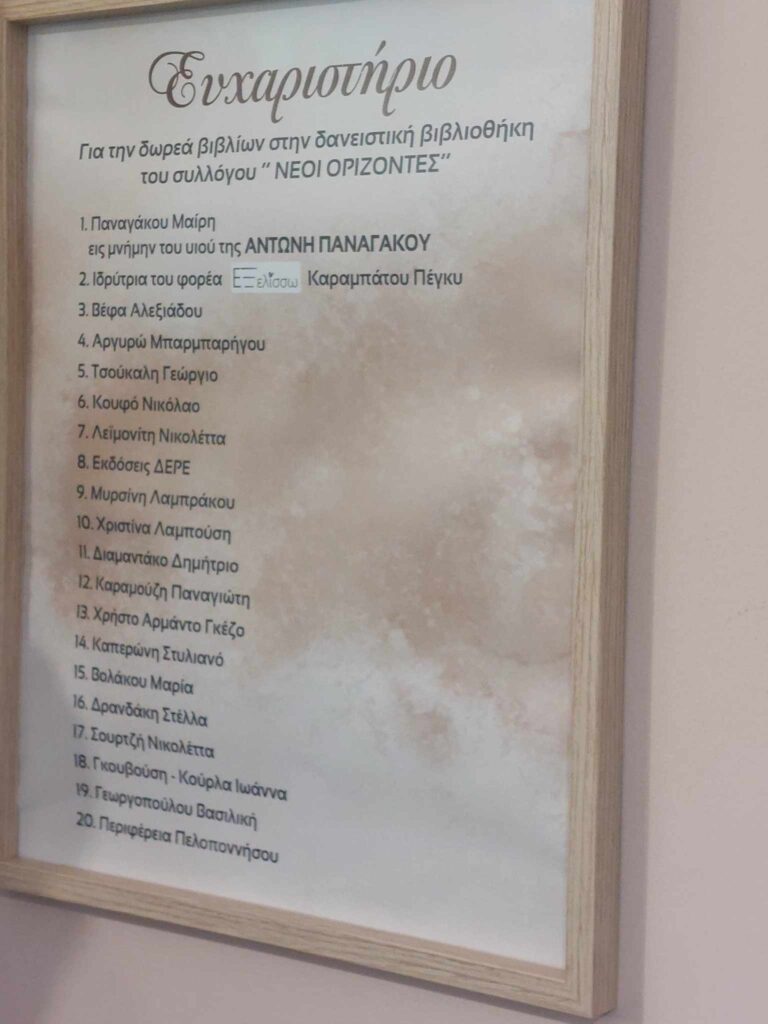 Ευχαριστήριο
Για την δωρεά βιβλίων στην δανειστική βιβλιοθήκη
του συλλόγου " ΝΕΟΙ ΟΡΙΖΟΝΤΕΣ"
1. Παναγάκου Μαίρη
εις μνήμην του υιού της ΑΝΤΩΝΗ ΠΑΝΑΓΑΚΟΥ
2. Ιδρύτρια του φορέα ΕΞελίσσω Καραμπάτου Πέγκυ
3. Βέφα Αλεξιάδου
4. Αργυρώ Μπαρμπαρήγου
5. Τσούκαλη Γεώργιο
6. Κουφό Νικόλαο
7. Λεϊμονίτη Νικολέττα
8. Εκδόσεις ΔΕΡΕ
9. Μυρσίνη Λαμπράκου
10. Χριστίνα Λαμπούση
11. Διαμαντάκο Δημήτριο
12. Καραμούζη Παναγιώτη
13. Χρήστο Αρμάντο Γκέζο
14. Καπερώνη Στυλιανό
15. Βολάκου Μαρία
16. Δρανδάκη Στέλλα
17. Σουρτζή Νικολέττα
18. Γκουβούση - Κούρλα Ιωάννα
19. Γεωργοπούλου Βασιλική
20. Περιφέρεια Πελοποννήσου